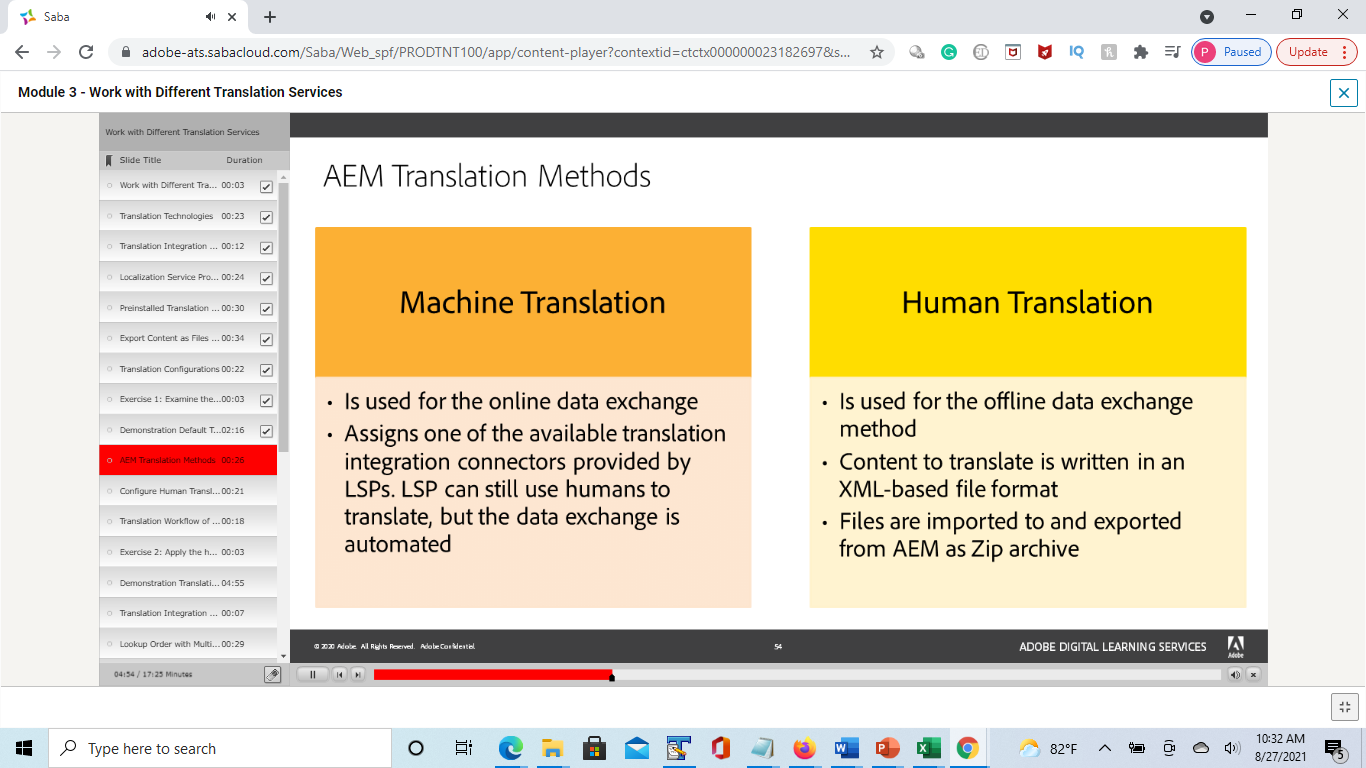 Saba
adobe-ats.sabacloud.com/Saba/Web_spf/PRODTNT100/app/content-player?contextid=ctctx0000000231826978&s...
P Paused
Update
Module 3 - Work with Different Translation Services
Work with Different Translation Services
Slide Title Duration
Work with Different Tra... 00:03
Translation Technologies 00:23
Translation Integration ... 00:12
Localization Service Pro... 00:24
Preinstalled Translation ... 00:30
Export Content as Files ... 00:34
Translation Configurations 00:22
Exercise 1: Examine the... 00:03
Demonstration Default T... 02:16
AEM Translation Methods 00:26
Configure Human Transl... 00:21
Translation Workflow of ... 00:18
Exercise 2: Apply the h... 00:03
Demonstration Translati... 04:55
Translation Integration ... 00:07
Lookup Order with Multi... 00:29
04:54 / 17:25 Minutes
AEM Translation Methods
Machine Translation
• Is used for the online data exchange
• Assigns one of the available translation
integration connectors provided by
LSPs. LSP can still use humans to
translate, but the data exchange is
automated
Human Translation
• Is used for the offline data exchange
method
• Content to translate is written in an
XML-based file format
• Files are imported to and exported
from AEM as Zip archive
© 2020 Adobe. All Rights Reserved. Adobe Confidential.
54
ADOBE DIGITAL LEARNING SERVICES
Adobe
Type here to search
82°F
10:32 AM
8/27/2021
5